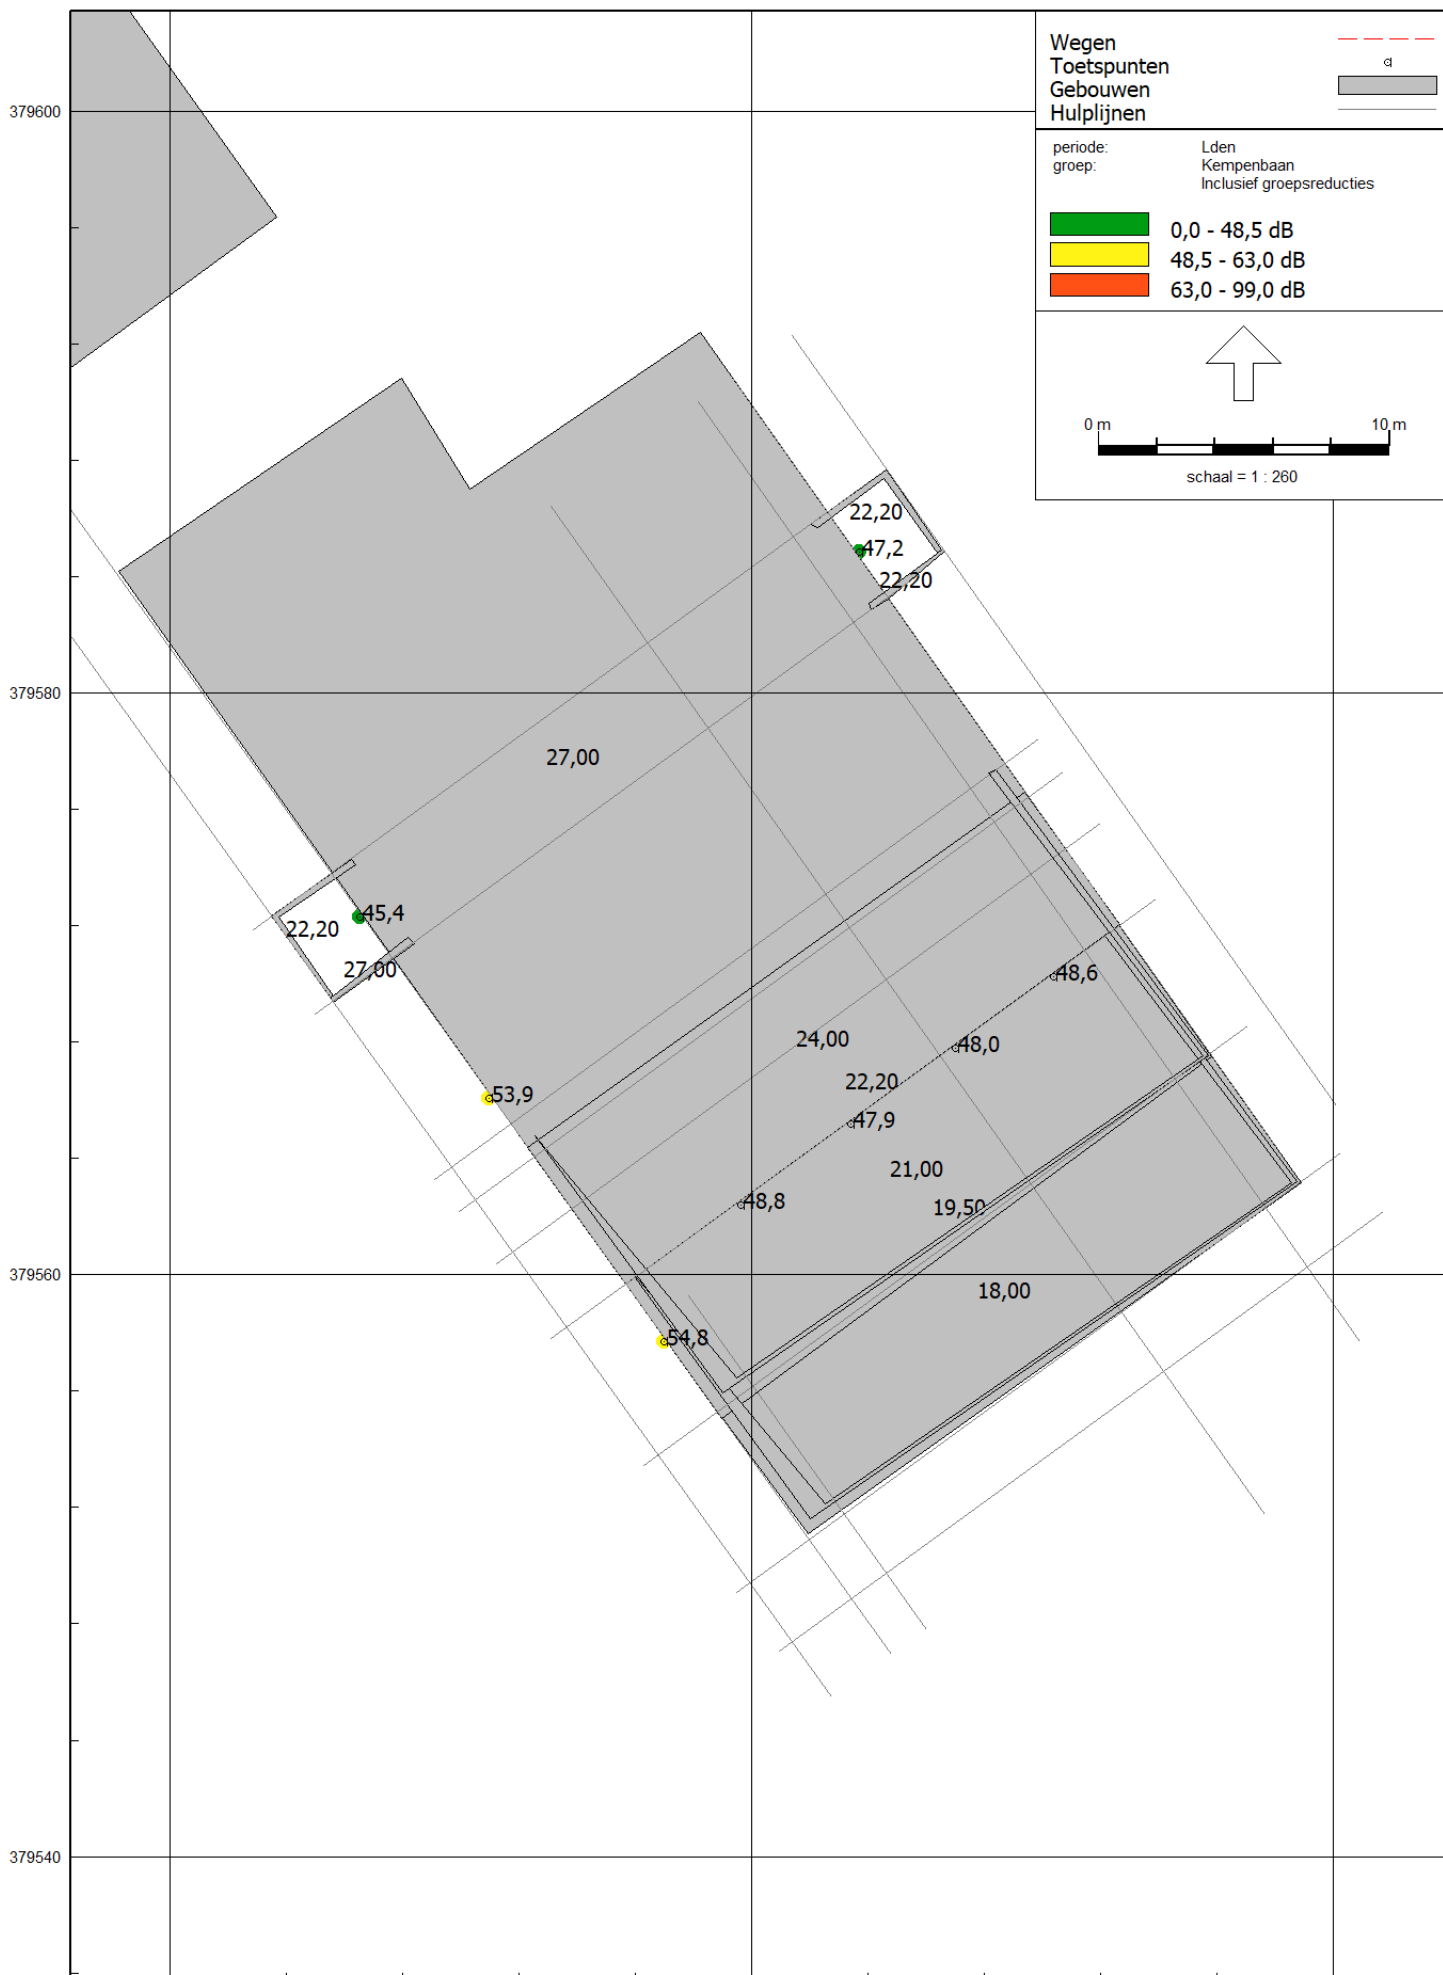 Wegen
Toetspunten
Gebouwen
Hulplijnen
periode: Lden
groep: Kempenbaan
Inclusief groepsreducties
0,0 - 48,5 dB
48,5 - 63,0 dB
63,0 - 99,0 dB
0 m 10 m
schaal = 1 : 260
379600
22,20
47,2
22,20
379580
27,00
45,4
22,20
27,00
48,6
24,00
48,0
22,20
53,9
47,9
21,00
48,8
19,50
379560
18,00
54,8
379540